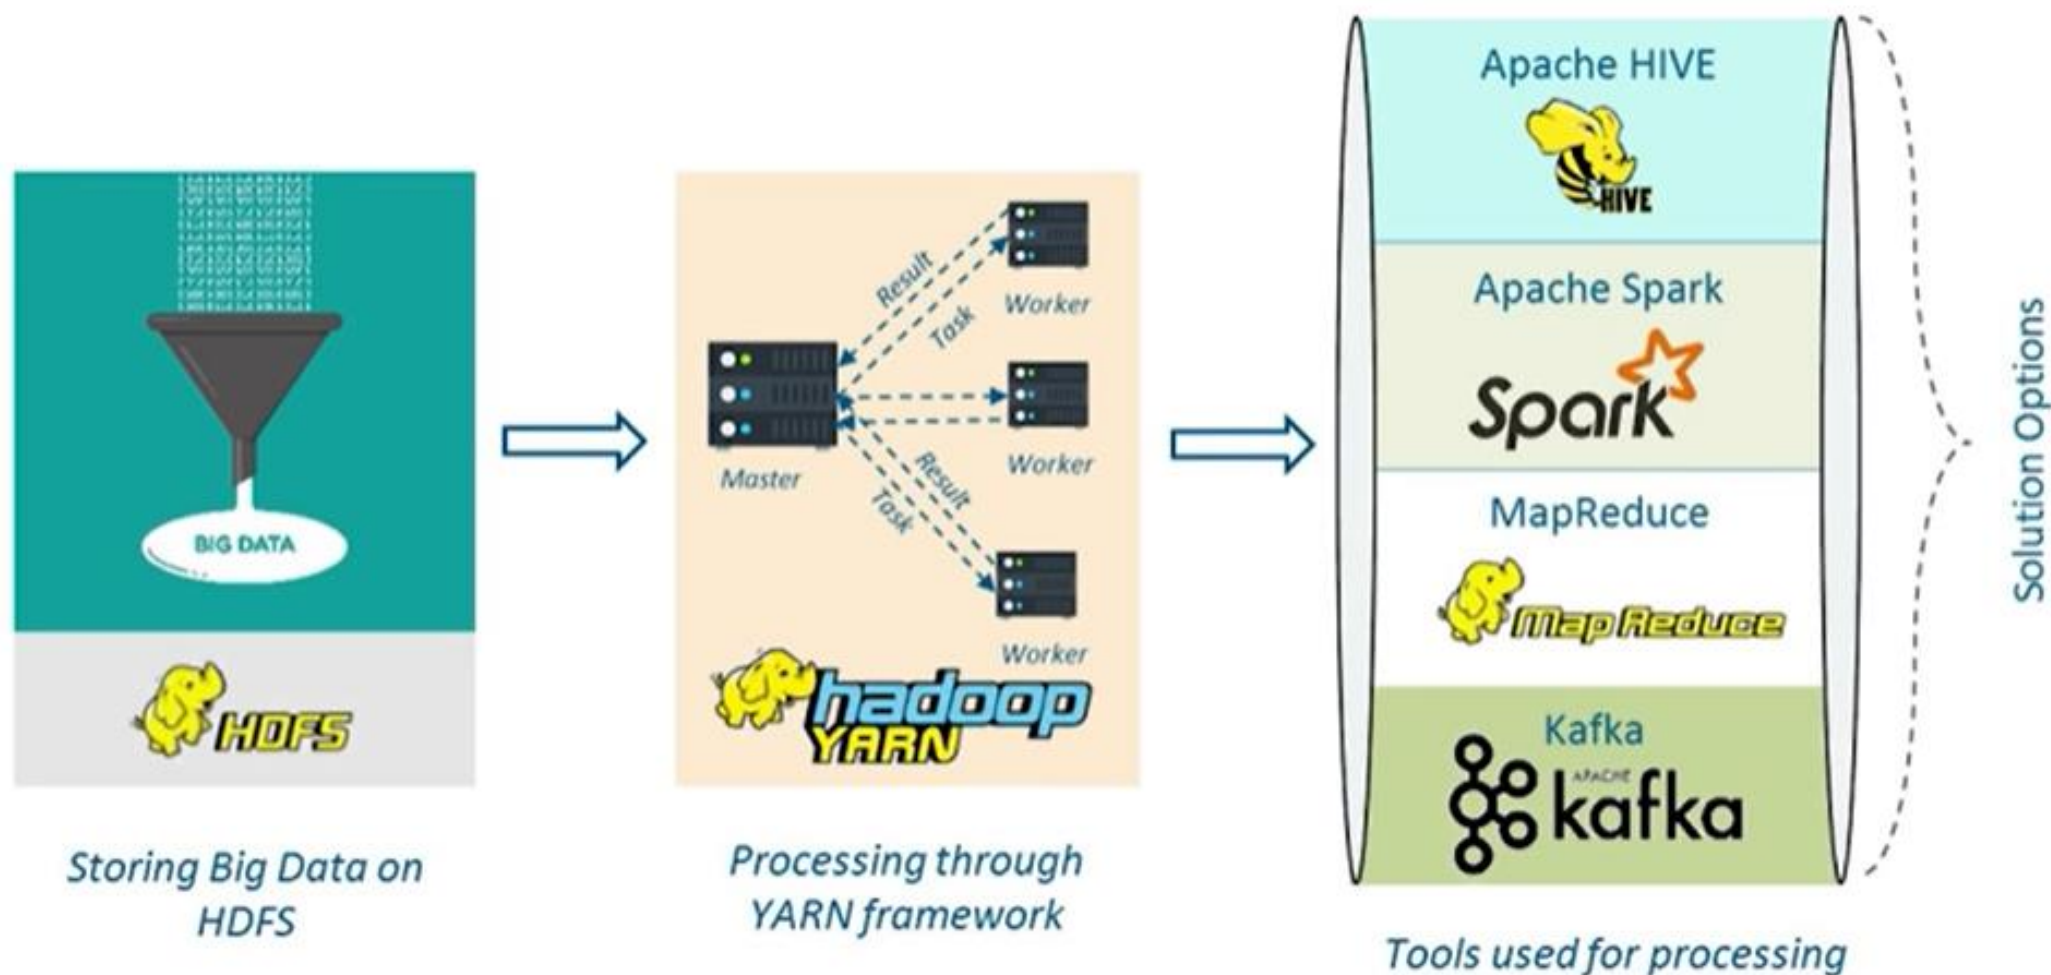 BIG DATA
HDFS
Storing Big Data on
HDFS
Result
Task
Worker
Master
Worker
Result
Task
Worker
hadoop
YARN
Processing through
YARN framework
Apache HIVE
HIVE
Apache Spark
Spark
MapReduce
Map Reduce
Kafka
APACHE
kafka
Tools used for processing
Solution Options